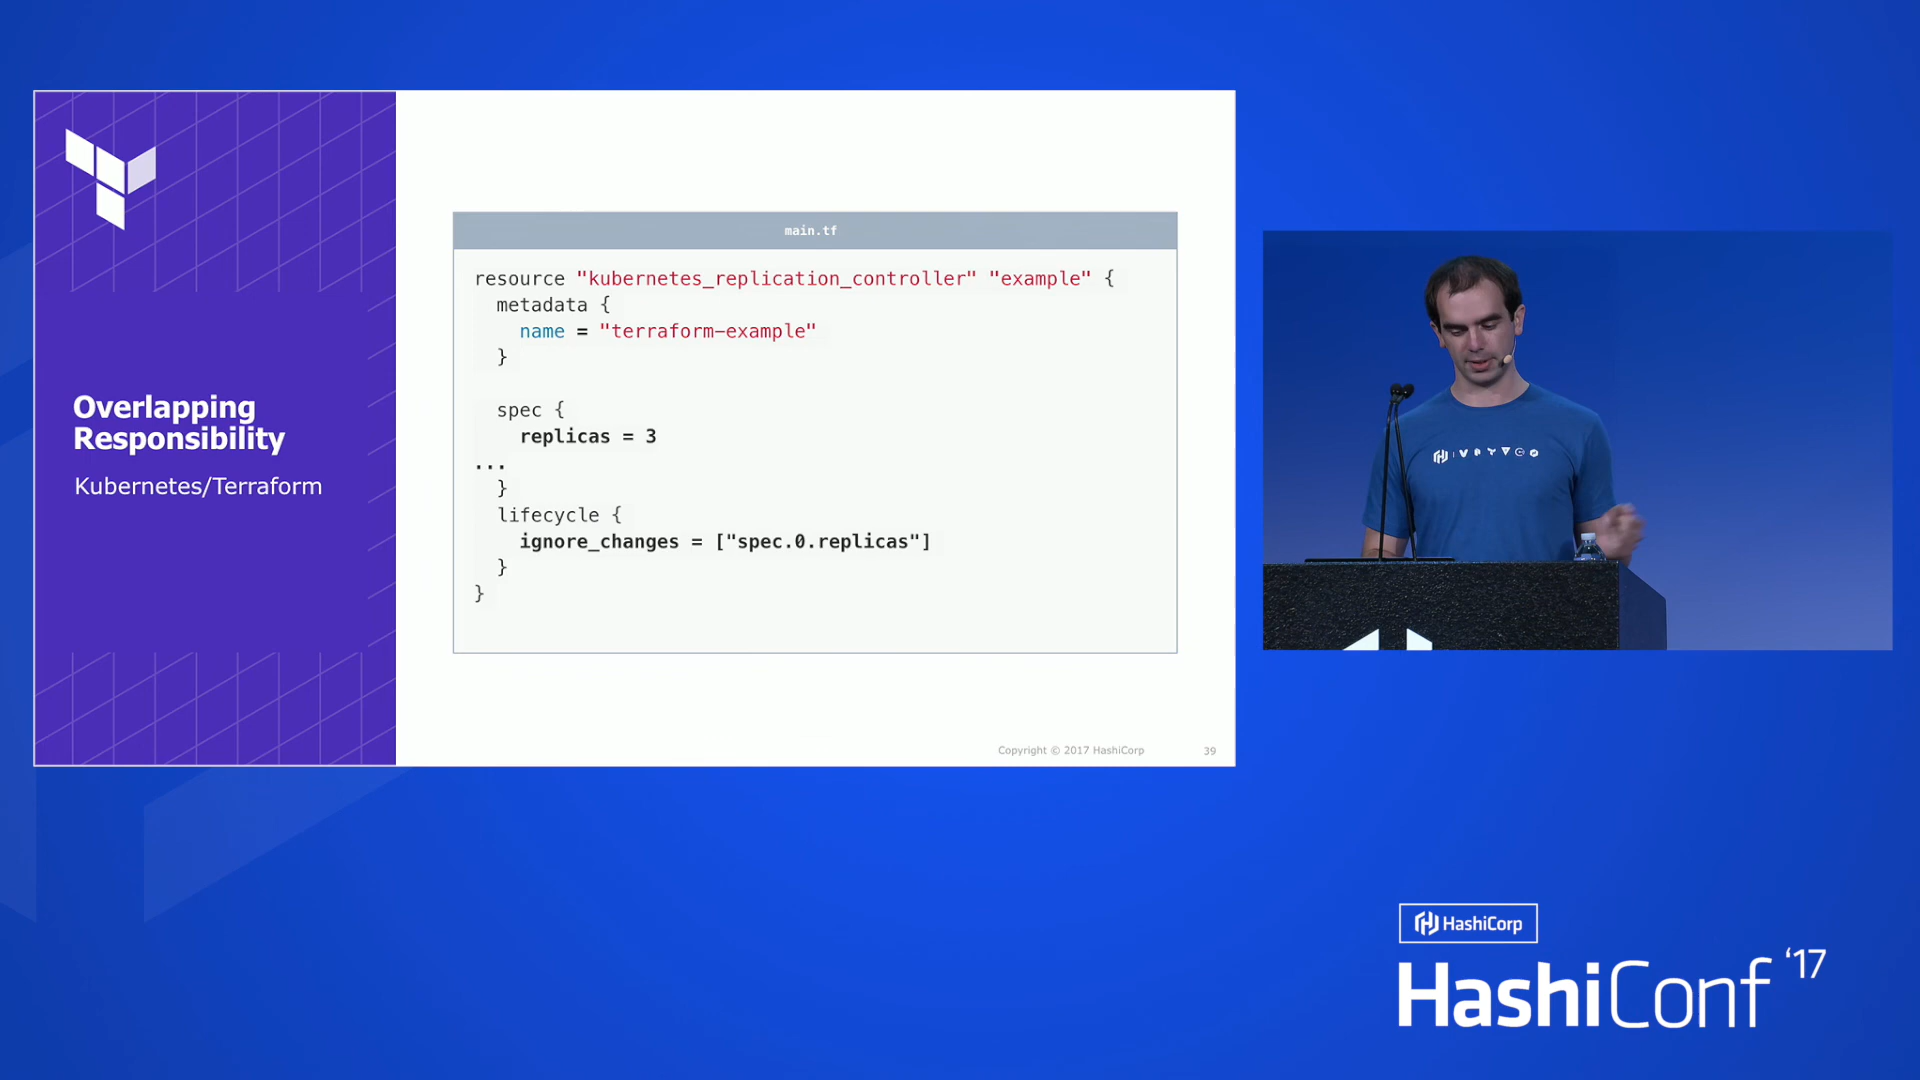 Overlapping
Responsibility
Kubernetes/Terraform
main.tf
resource "kubernetes_replication_controller" "example" {
  metadata {
    name = "terraform-example"
  }

  spec {
    replicas = 3
...
  }
  lifecycle {
    ignore_changes = ["spec.0.replicas"]
  }
}
Copyright © 2017 HashiCorp
39
HashiCorp
HashiConf '17